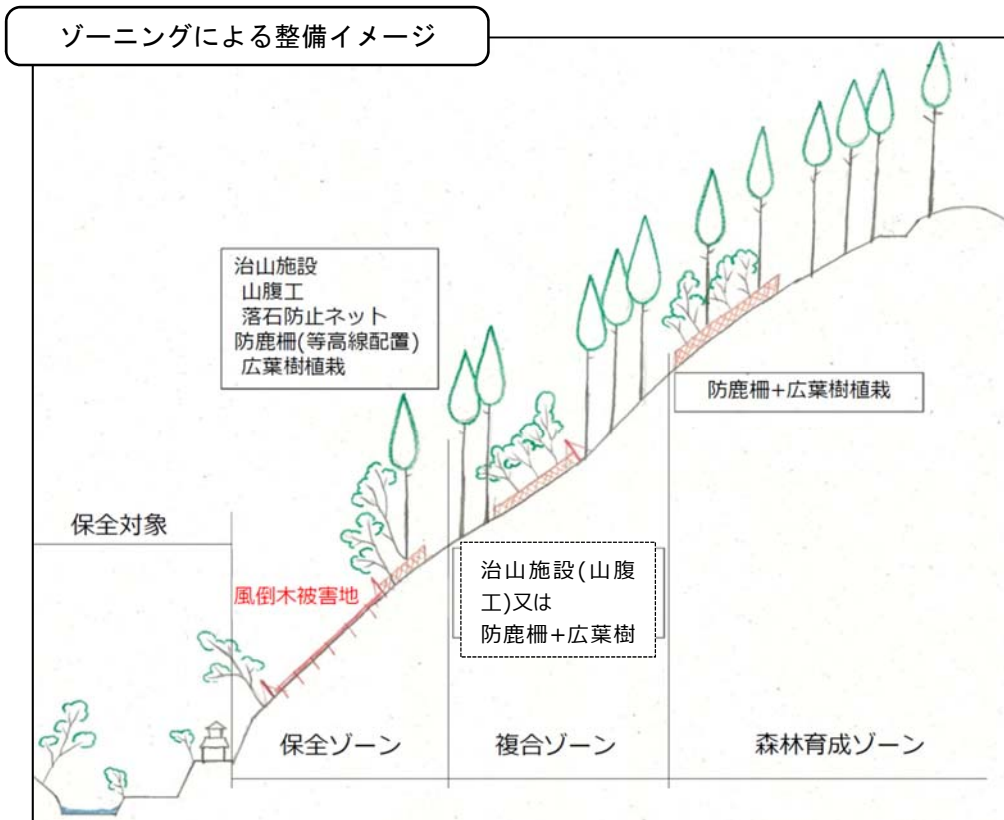 ゾーニングによる整備イメージ
治山施設
山腹工
落石防止ネット
防鹿柵(等高線配置)
広葉樹植栽
防鹿柵+広葉樹植栽
保全対象
風倒木被害地
治山施設(山腹
工)又は
防鹿柵+広葉樹
保全ゾーン
複合ゾーン
森林育成ゾーン